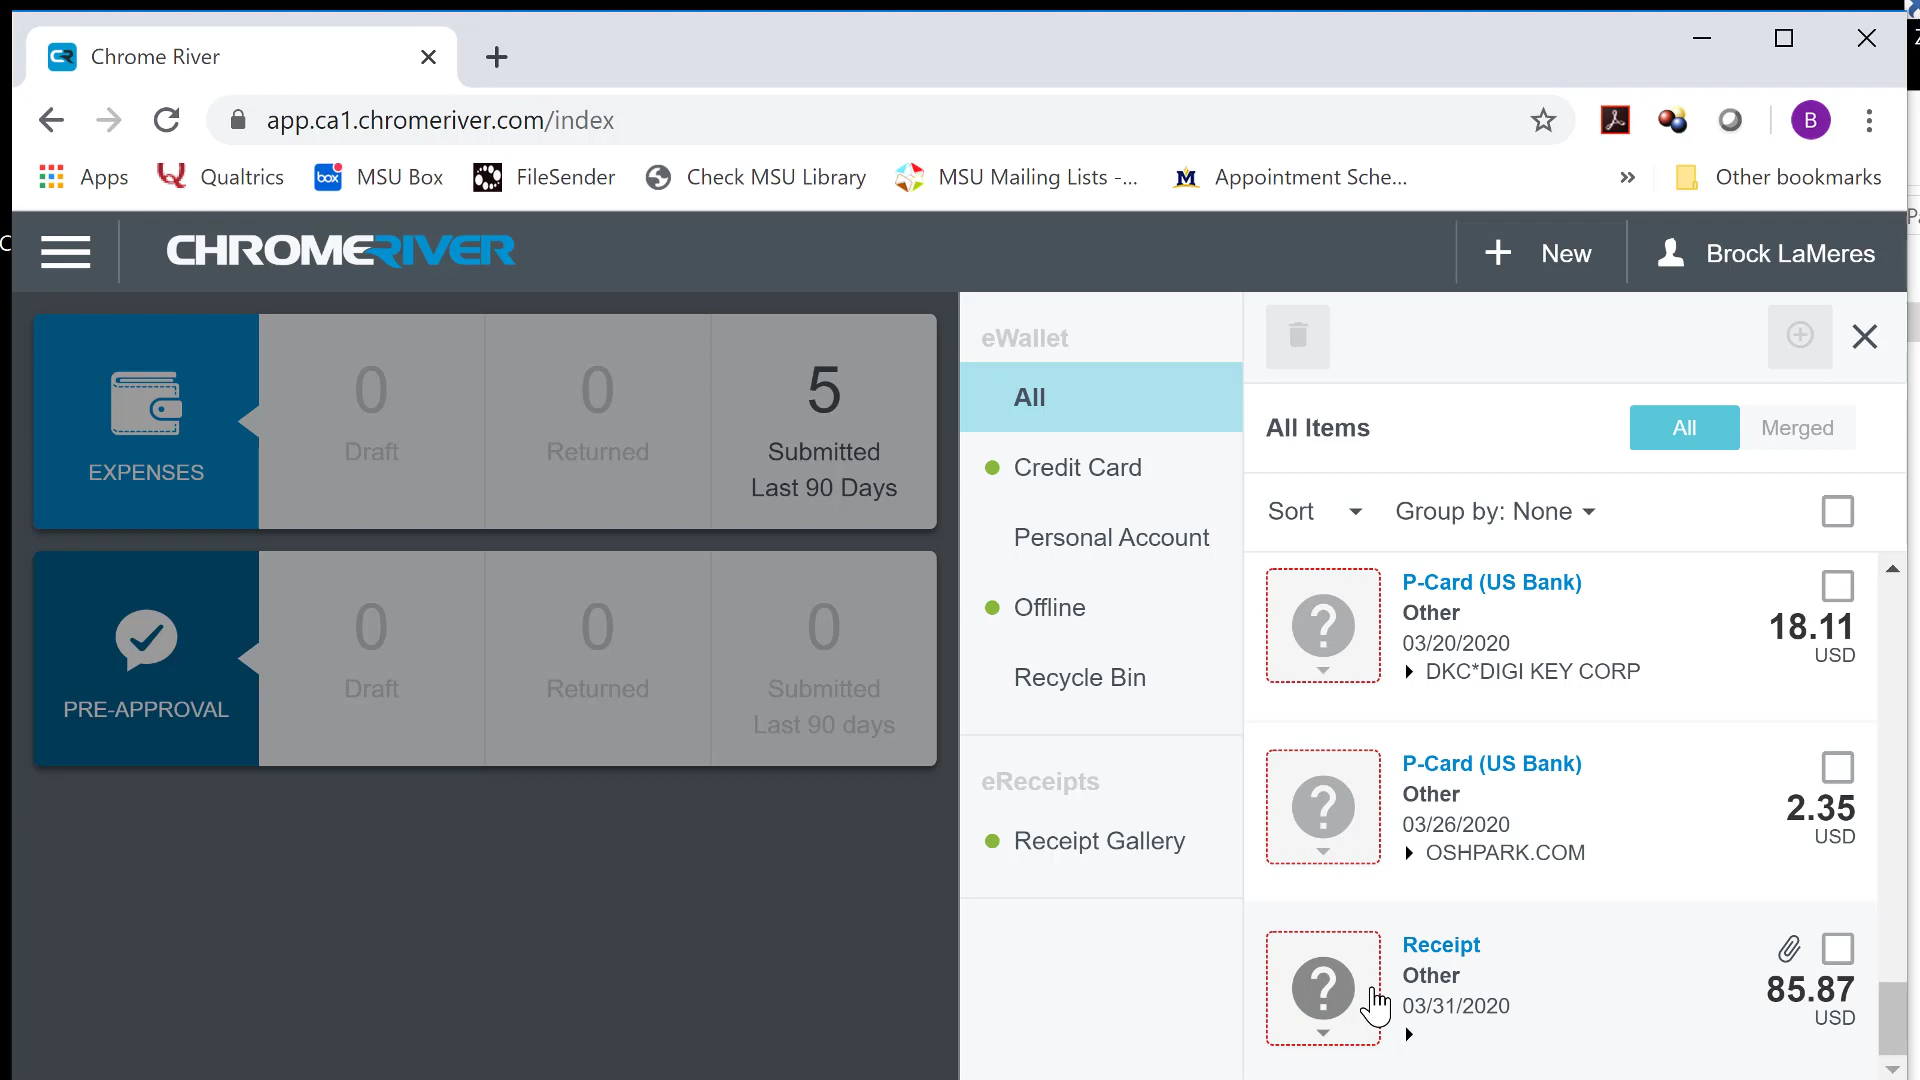 CR Chrome River
app.ca1.chromeriver.com/index
B
Apps
Qualtrics
box MSU Box
FileSender
Check MSU Library
MSU Mailing Lists -...
M Appointment Sche...
»
Other bookmarks
CHROMERIVER
+ New
Brock LaMeres
EXPENSES
0
Draft
0
Returned
5
Submitted
Last 90 Days
PRE-APPROVAL
0
Draft
0
Returned
0
Submitted
Last 90 days
eWallet
All
Credit Card
Personal Account
Offline
Recycle Bin
eReceipts
Receipt Gallery
All Items
All
Merged
Sort
Group by: None
?
P-Card (US Bank)
Other
03/20/2020
DKC*DIGI KEY CORP
18.11
USD
?
P-Card (US Bank)
Other
03/26/2020
OSHPARK.COM
2.35
USD
?
Receipt
Other
03/31/2020
85.87
USD